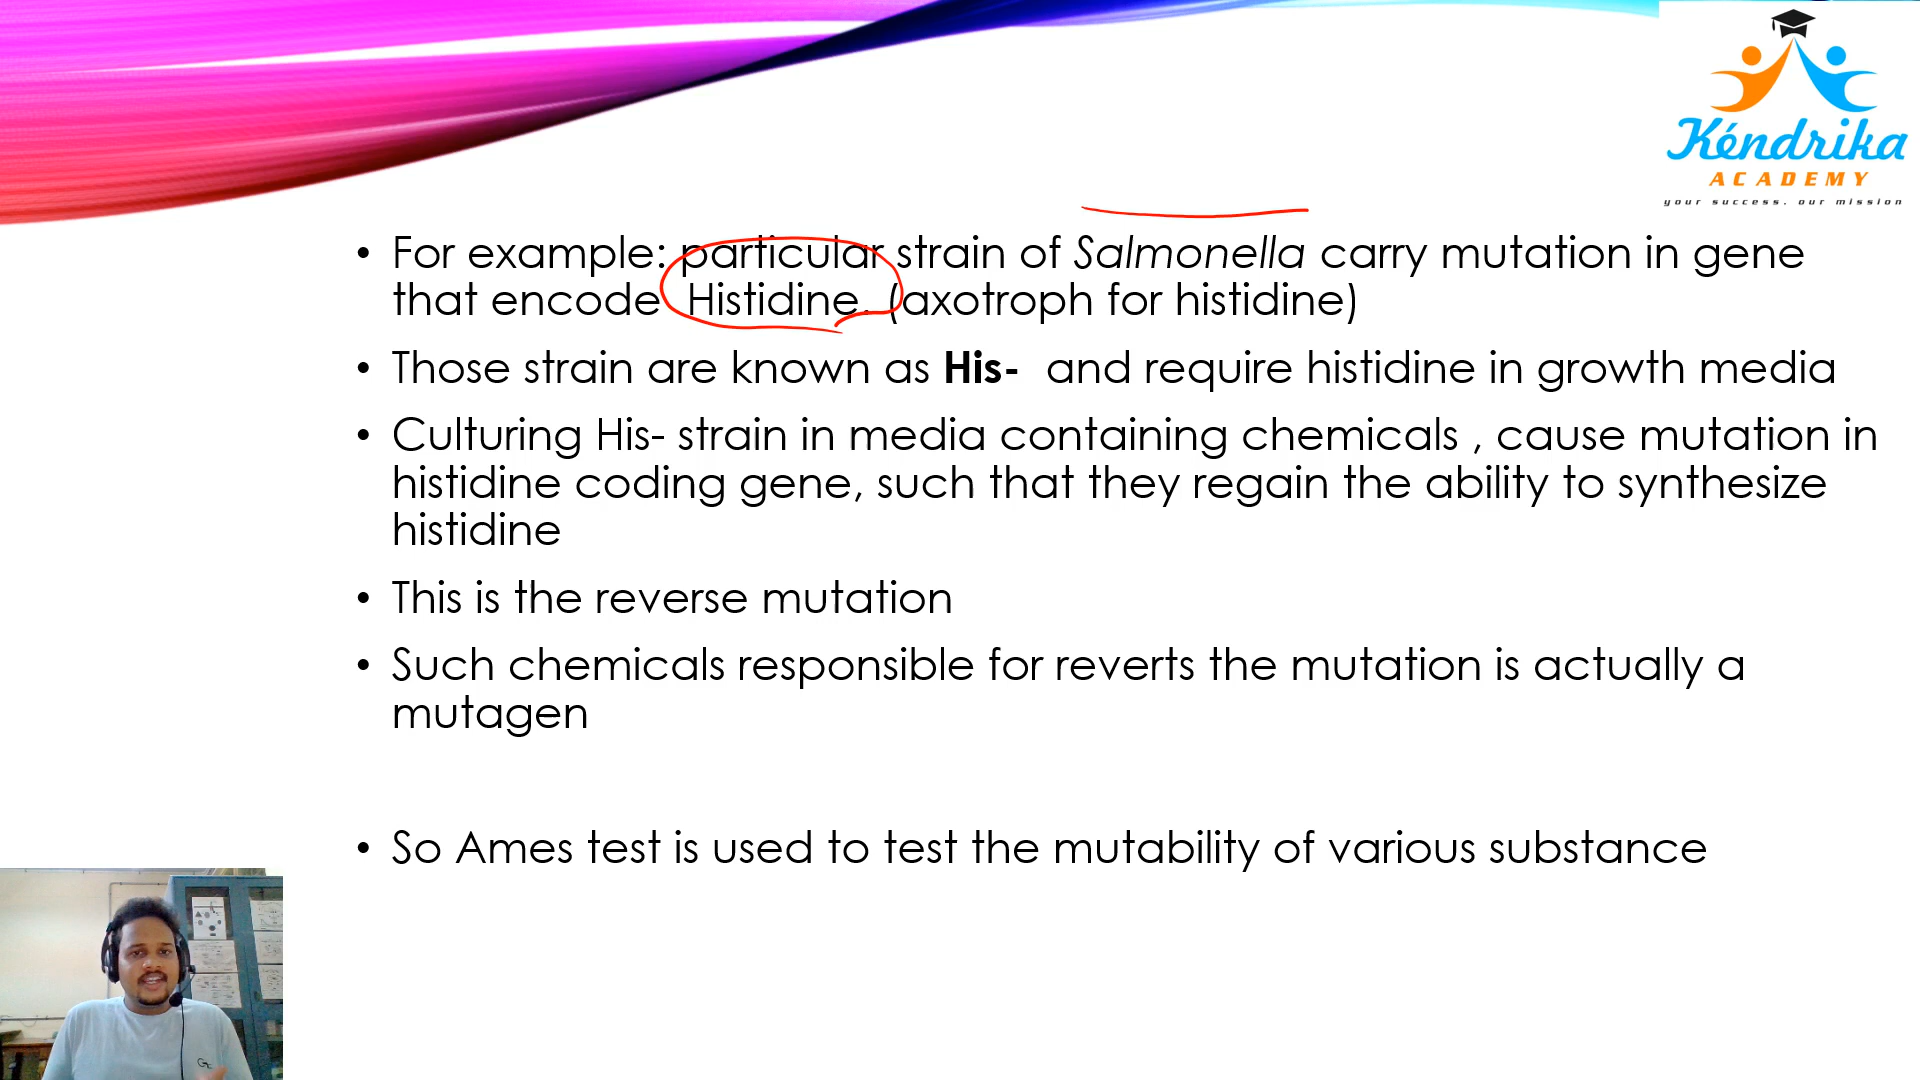 Kéndrika
ACADEMY
your success. our mission
• For example: particular strain of Salmonella carry mutation in gene
that encode Histidine. (axotroph for histidine)
• Those strain are known as His- and require histidine in growth media
• Culturing His- strain in media containing chemicals , cause mutation in
histidine coding gene, such that they regain the ability to synthesize
histidine
• This is the reverse mutation
• Such chemicals responsible for reverts the mutation is actually a
mutagen
• So Ames test is used to test the mutability of various substance